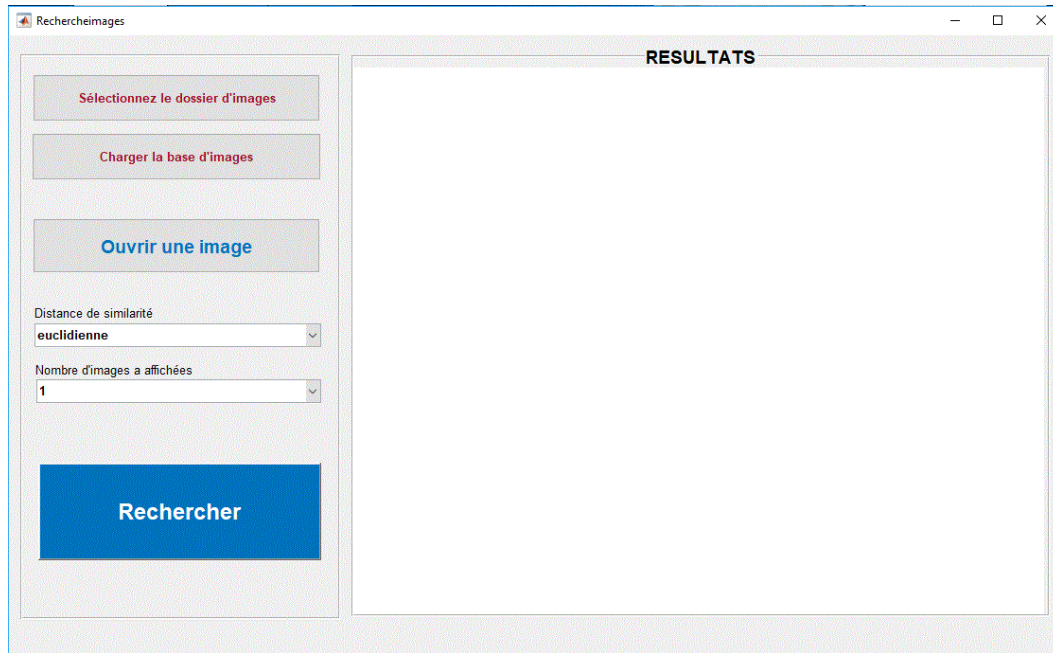 Rechercheimages
RESULTATS
Sélectionnez le dossier d'images
Charger la base d'images
Ouvrir une image
Distance de similarité
euclidienne
Nombre d'images a affichées
1
Rechercher